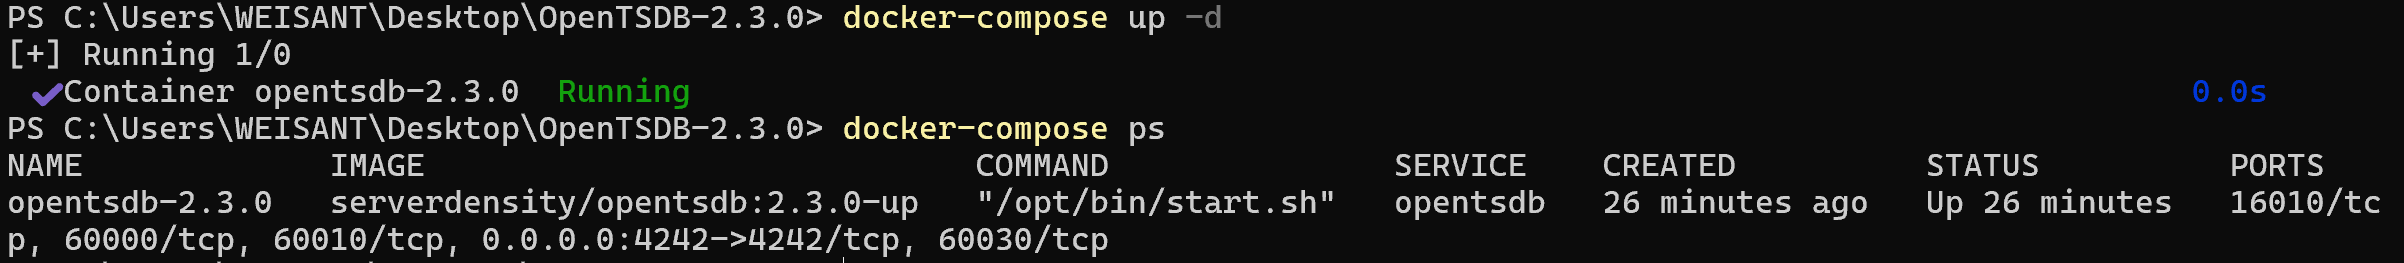 PS C:\Users\WEISANT\Desktop\OpenTSDB-2.3.0> docker-compose up -d
[+] Running 1/0
✔Container opentsdb-2.3.0  Running 0.0s
PS C:\Users\WEISANT\Desktop\OpenTSDB-2.3.0> docker-compose ps
NAME IMAGE COMMAND SERVICE CREATED STATUS PORTS
opentsdb-2.3.0 serverdensity/opentsdb:2.3.0-up "/opt/bin/start.sh" opentsdb 26 minutes ago Up 26 minutes 16010/tc
p, 60000/tcp, 60010/tcp, 0.0.0.0:4242->4242/tcp, 60030/tcp